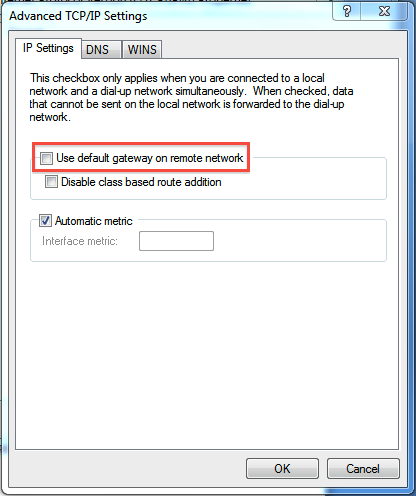 Advanced TCP/IP Settings
IP Settings DNS WINS
This checkbox only applies when you are connected to a local
network and a dial-up network simultaneously. When checked, data
that cannot be sent on the local network is forwarded to the dial-up
network.
Use default gateway on remote network
Disable class based route addition
Automatic metric
Interface metric:
OK Cancel